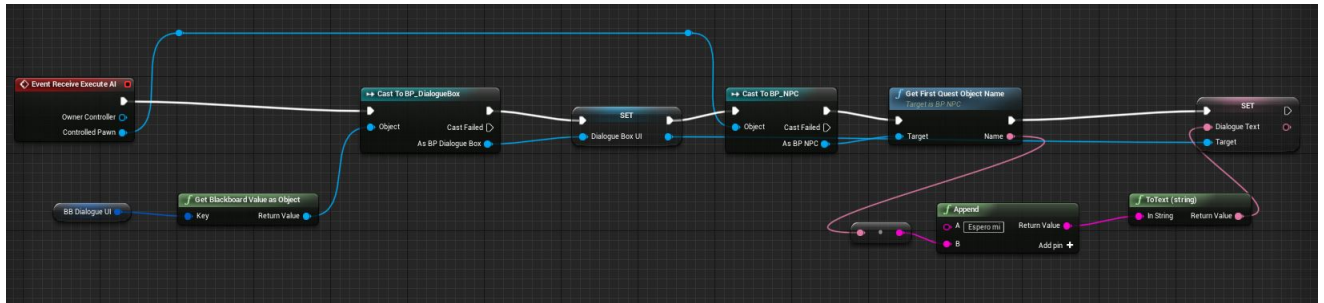 Event Receive Execute AI
Owner Controller
Controlled Pawn
BB Dialogue UI
Get Blackboard Value as Object
Key
Return Value
Cast To BP_DialogueBox
Object
Cast Failed
As BP Dialogue Box
SET
Dialogue Box UI
Cast To BP_NPC
Object
Cast Failed
As BP NPC
Get First Quest Object Name
Target is BP NPC
Target
Name
Append
A
Espero mi
Return Value
B
Add pin +
ToText (string)
In String
Return Value
SET
Dialogue Text
Target